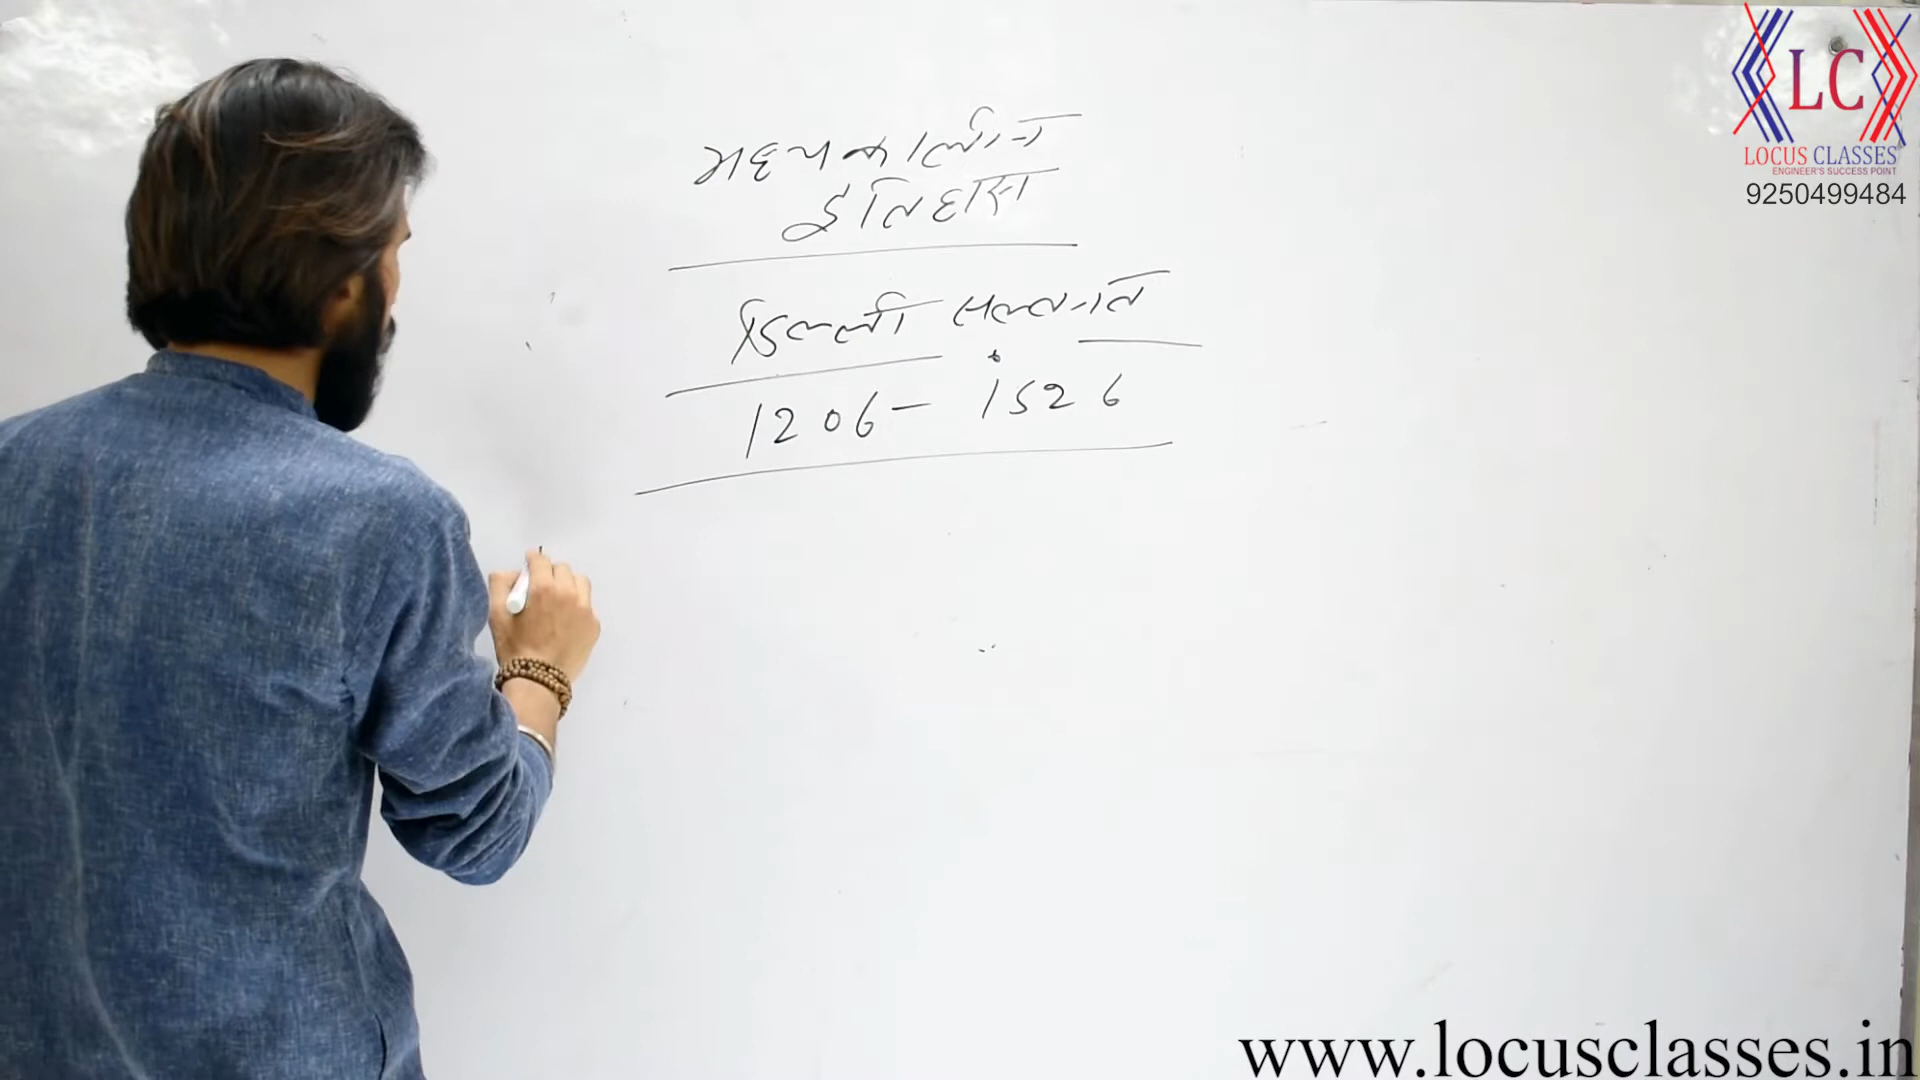 मध्यकालीन
इतिहास
दिल्ली सल्तनत
1206 - 1526
LC
LOCUS CLASSES
ENGINEER'S SUCCESS POINT
9250499484
www.locusclasses.in